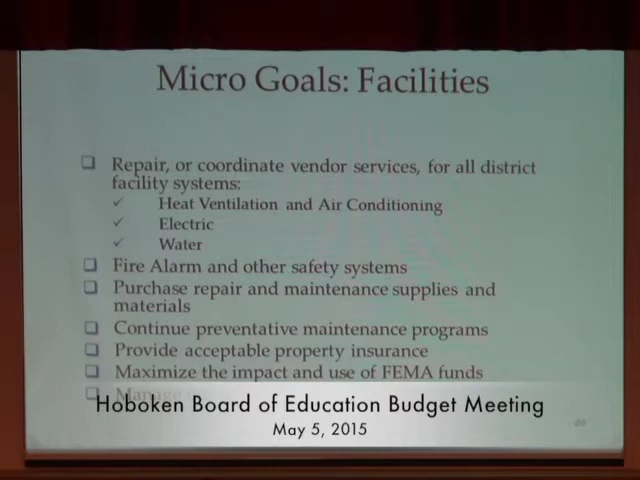 Micro Goals: Facilities
❑ Repair, or coordinate vendor services, for all district
facility systems:
✓ Heat Ventilation and Air Conditioning
✓ Electric
✓ Water
❑ Fire Alarm and other safety systems
❑ Purchase repair and maintenance supplies and
materials
❑ Continue preventative maintenance programs
❑ Provide acceptable property insurance
❑ Maximize the impact and use of FEMA funds
Hoboken Board of Education Budget Meeting
May 5, 2015